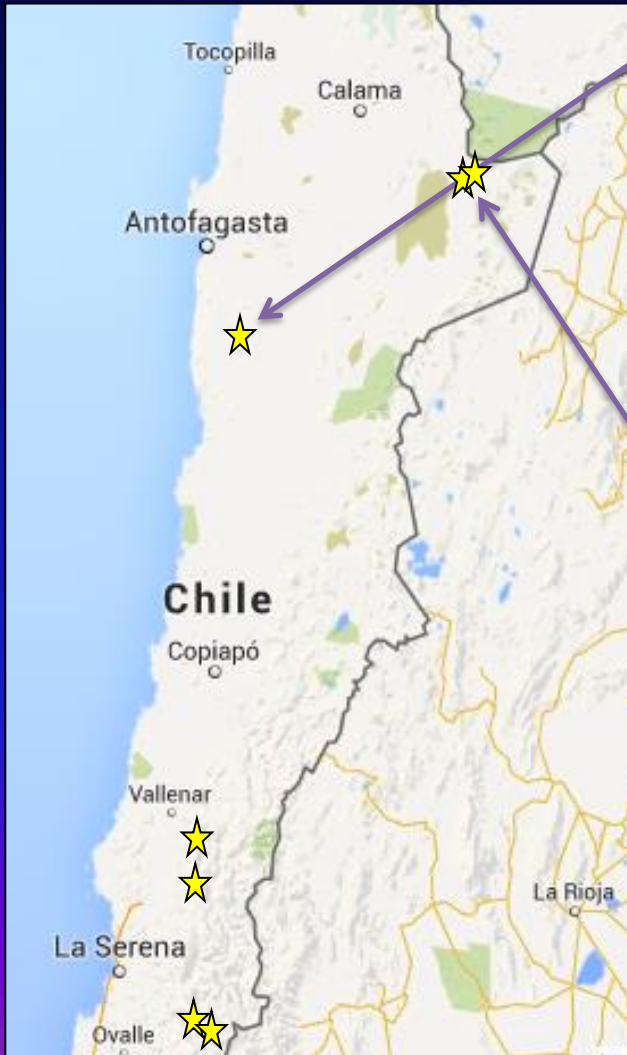 Tocopilla
Calama
Antofagasta
Chile
Copiapó
Vallenar
La Rioja
La Serena
Ovalle